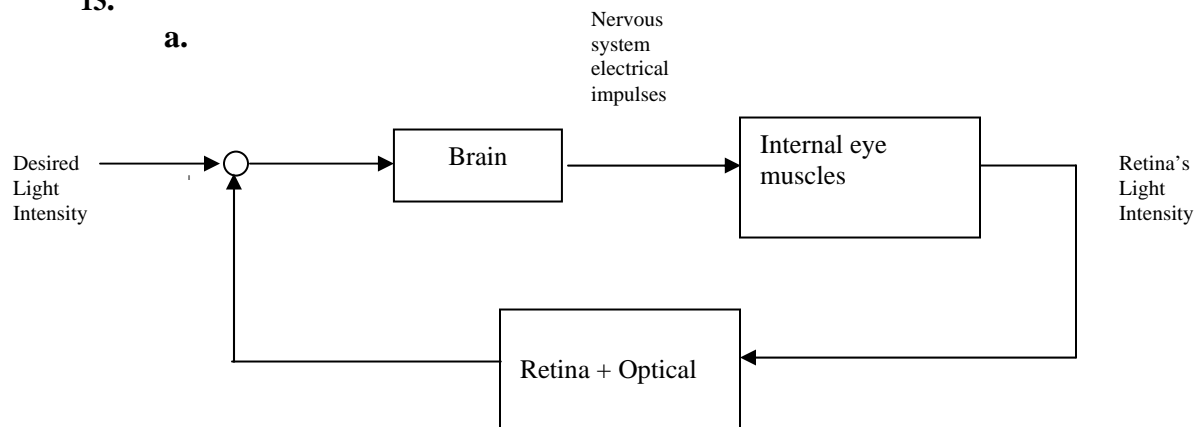 13.
a.
Nervous
system
electrical
impulses
Desired
Light
Intensity
Brain
Internal eye
muscles
Retina's
Light
Intensity
Retina + Optical